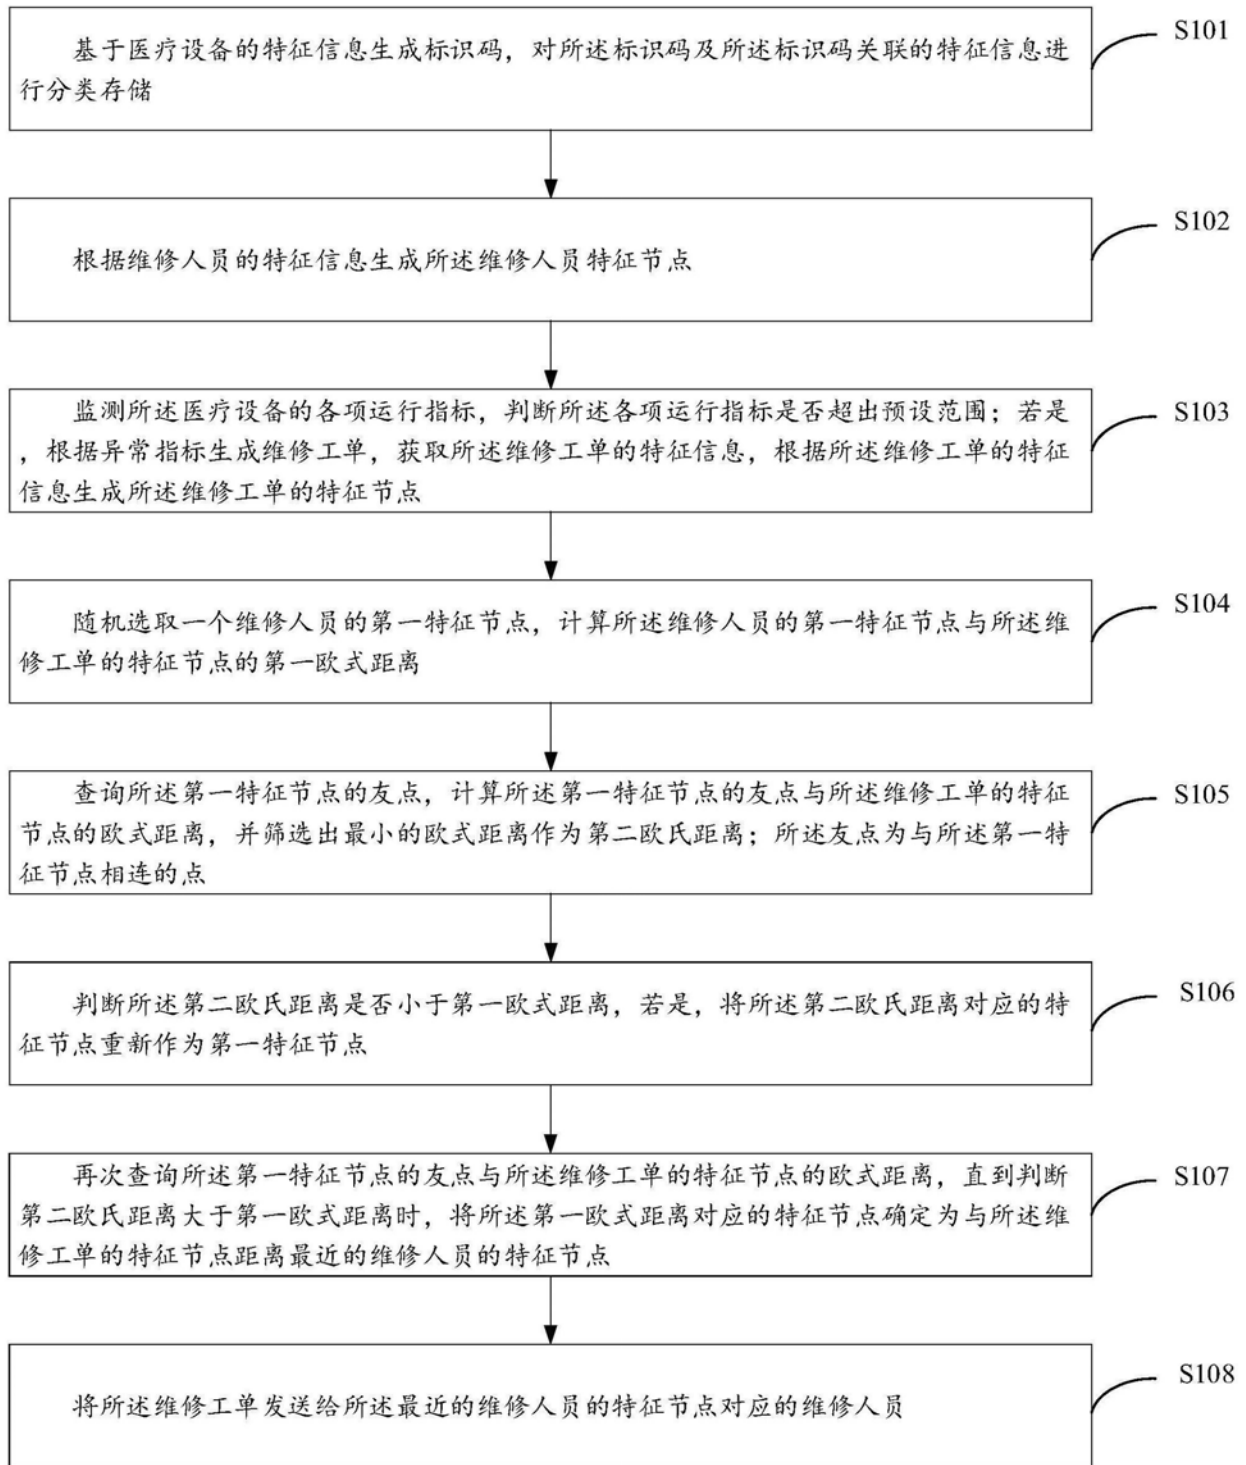 基于医疗设备的特征信息生成标识码，对所述标识码及所述标识码关联的特征信息进
行分类存储
S101
根据维修人员的特征信息生成所述维修人员特征节点
S102
监测所述医疗设备的各项运行指标，判断所述各项运行指标是否超出预设范围；若是
，根据异常指标生成维修工单，获取所述维修工单的特征信息，根据所述维修工单的特征
信息生成所述维修工单的特征节点
S103
随机选取一个维修人员的第一特征节点，计算所述维修人员的第一特征节点与所述维
修工单的特征节点的第一欧式距离
S104
查询所述第一特征节点的友点，计算所述第一特征节点的友点与所述维修工单的特征
节点的欧式距离，并筛选出最小的欧式距离作为第二欧氏距离；所述友点为与所述第一特
征节点相连的点
S105
判断所述第二欧氏距离是否小于第一欧式距离，若是，将所述第二欧氏距离对应的特
征节点重新作为第一特征节点
S106
再次查询所述第一特征节点的友点与所述维修工单的特征节点的欧式距离，直到判断
第二欧氏距离大于第一欧式距离时，将所述第一欧式距离对应的特征节点确定为与所述维
修工单的特征节点距离最近的维修人员的特征节点
S107
将所述维修工单发送给所述最近的维修人员的特征节点对应的维修人员
S108